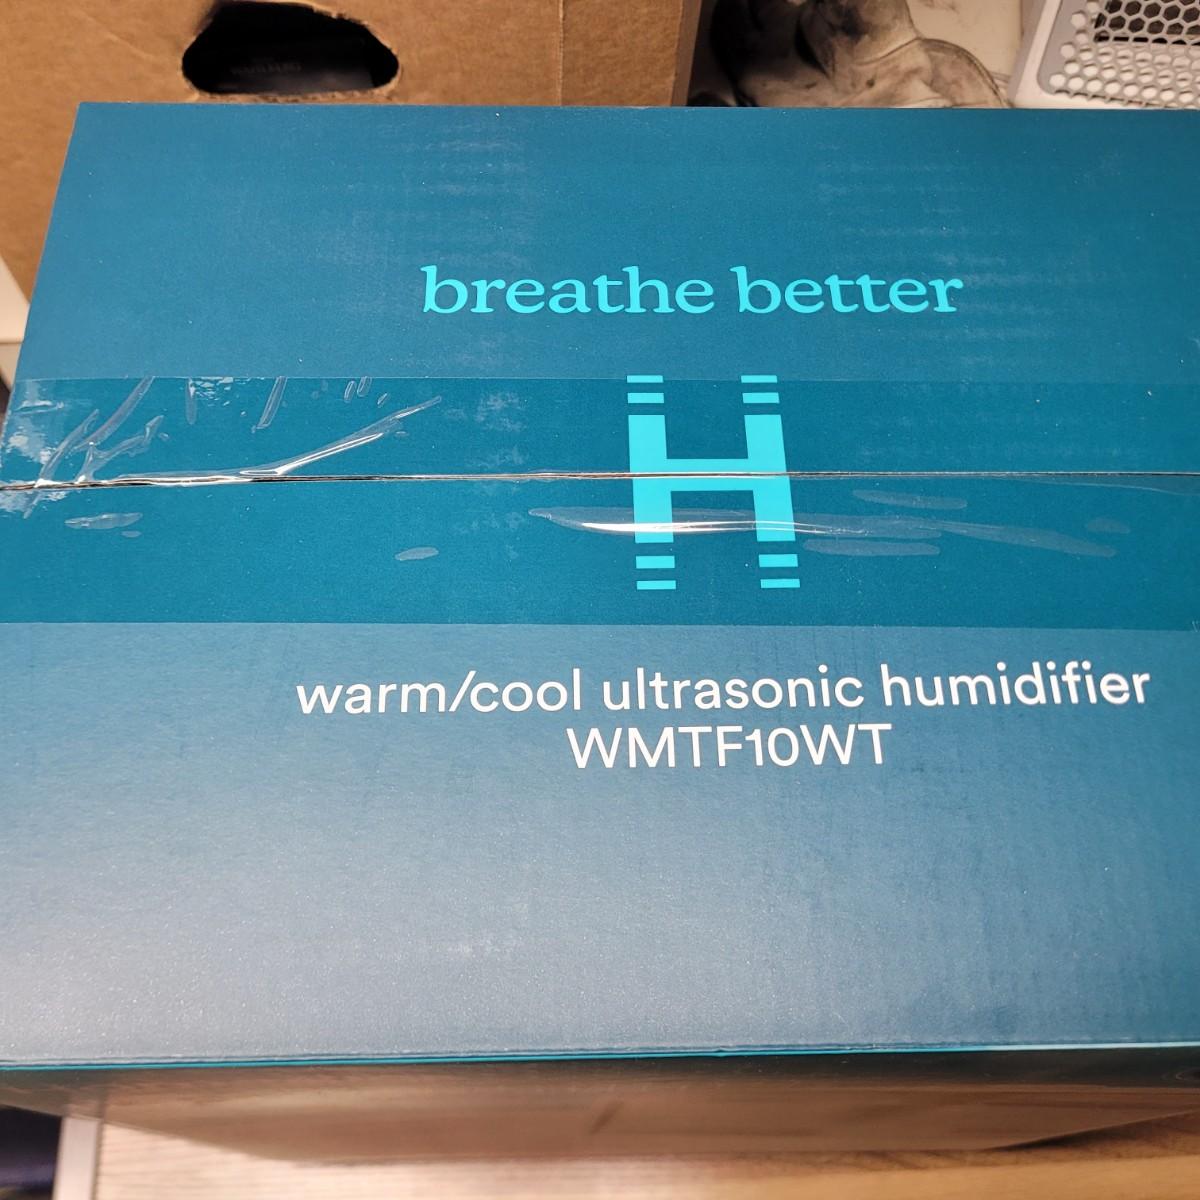 breathe better
H
warm/cool ultrasonic humidifier
WMTF10WT